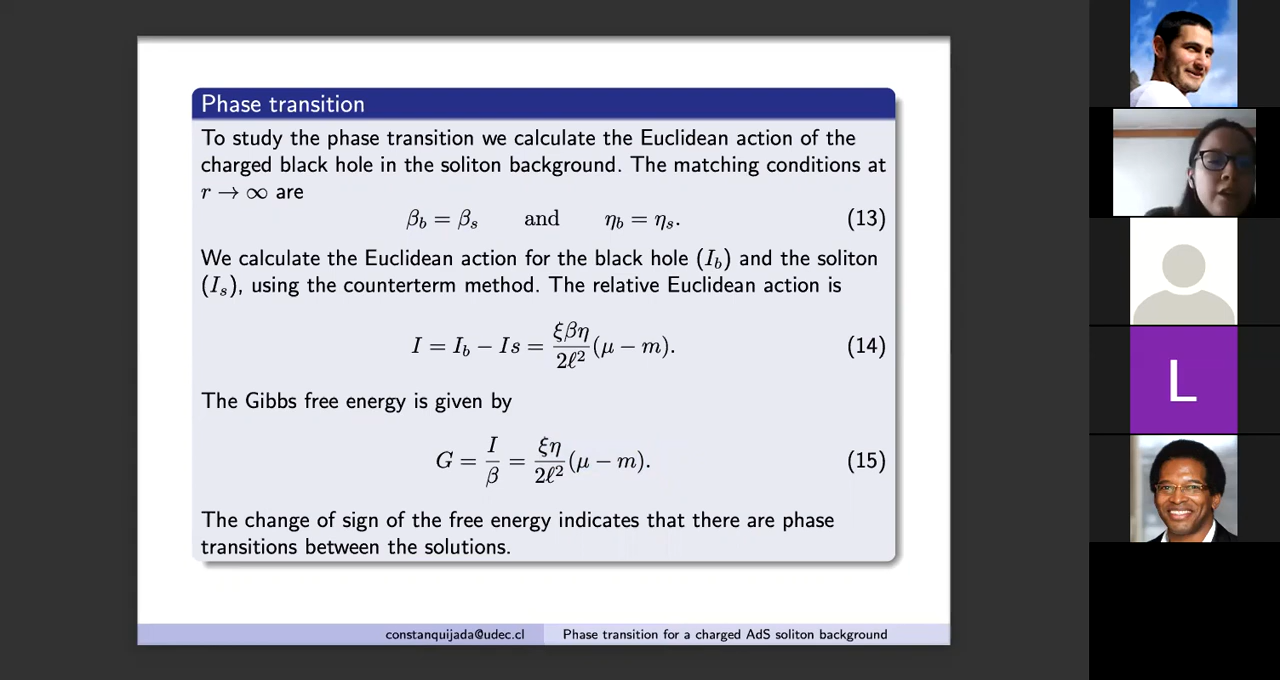 Phase transition
To study the phase transition we calculate the Euclidean action of the
charged black hole in the soliton background. The matching conditions at
r → ∞ are
β_b = β_s and η_b = η_s. (13)
We calculate the Euclidean action for the black hole (I_b) and the soliton
(I_s), using the counterterm method. The relative Euclidean action is
I = I_b − Is = ξβη/2ℓ² (μ − m). (14)
The Gibbs free energy is given by
G = I/β = ξη/2ℓ² (μ − m). (15)
The change of sign of the free energy indicates that there are phase
transitions between the solutions.
constanquijada@udec.cl Phase transition for a charged AdS soliton background
L